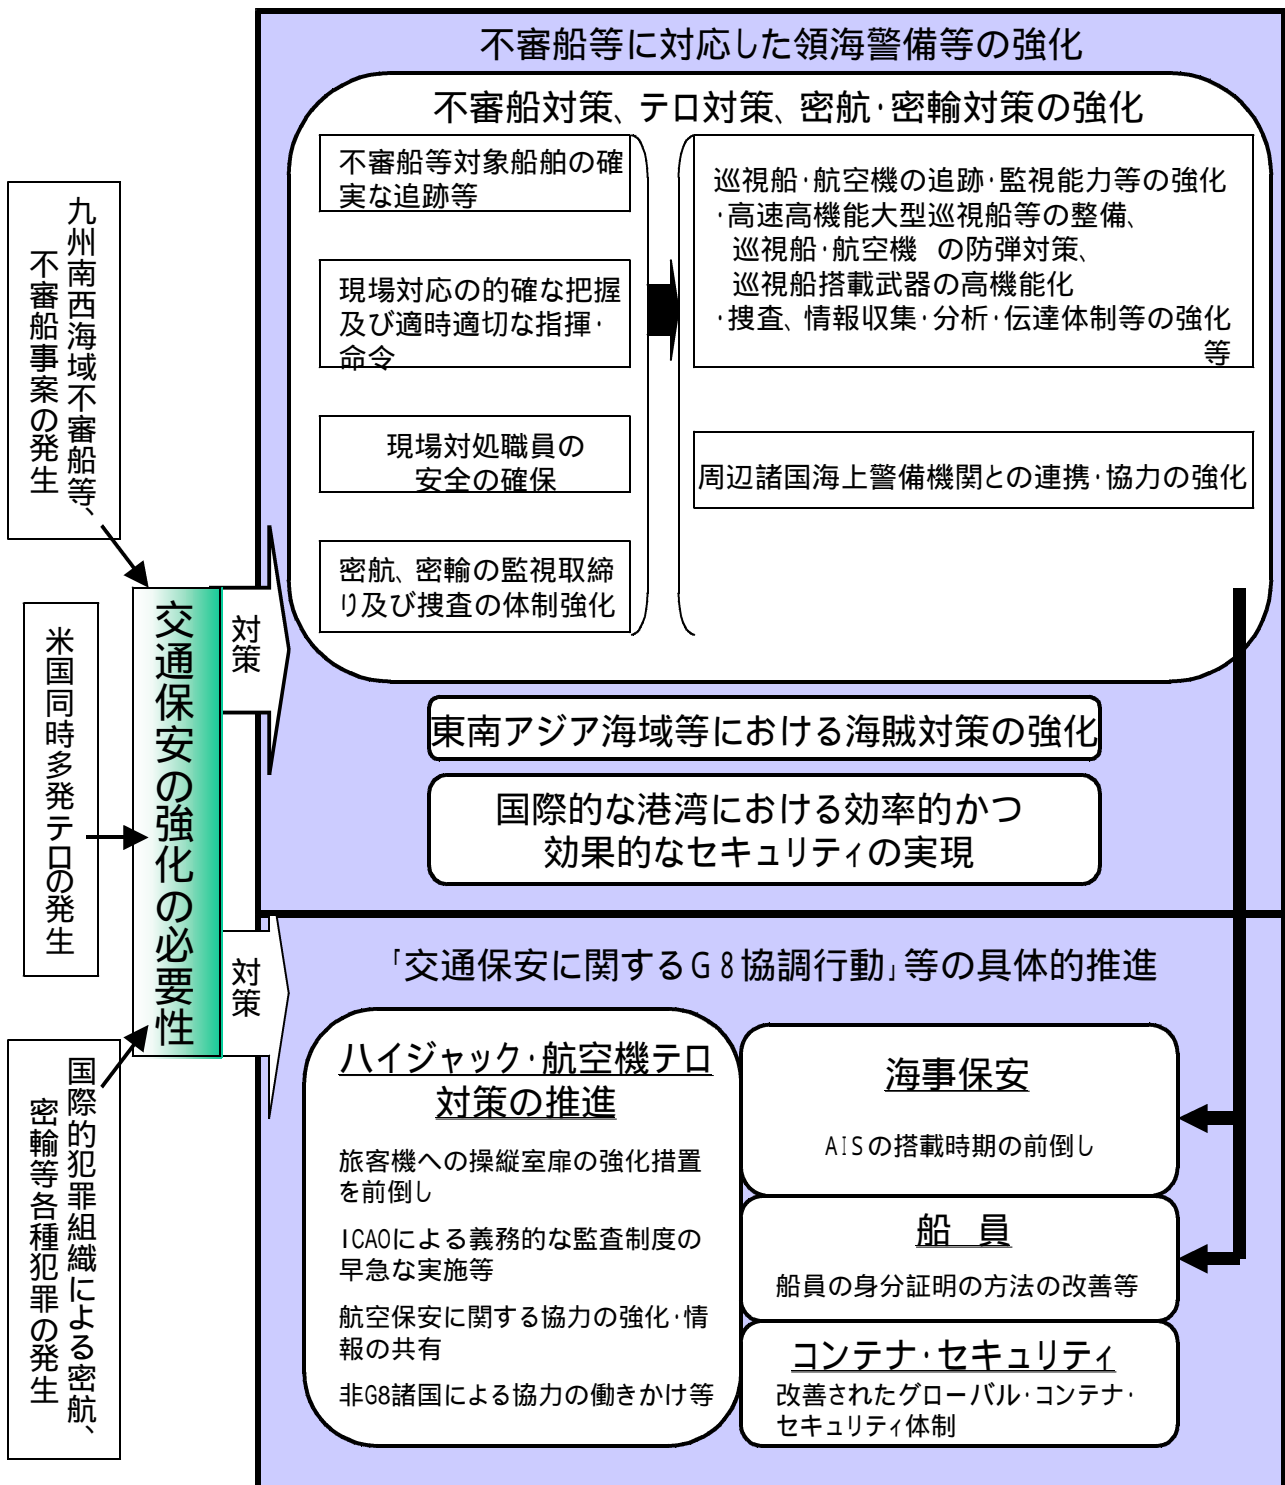 不審船等に対応した領海警備等の強化
不審船対策、テロ対策、密航・密輸対策の強化
不審船等対象船舶の確
実な追跡等
現場対応の的確な把握
及び適時適切な指揮・
命令
現場対処職員の
安全の確保
密航、密輸の監視取締
り及び捜査の体制強化
巡視船・航空機の追跡・監視能力等の強化
・高速高機能大型巡視船等の整備、
巡視船・航空機 の防弾対策、
巡視船搭載武器の高機能化
・捜査、情報収集・分析・伝達体制等の強化
等
周辺諸国海上警備機関との連携・協力の強化
九州南西海域不審船等、
不審船事案の発生
米国同時多発テロの発生
国際的犯罪組織による密航、
密輸等各種犯罪の発生
交通保安の強化の必要性
対策
東南アジア海域等における海賊対策の強化
国際的な港湾における効率的かつ
効果的なセキュリティの実現
対策
「交通保安に関するG8協調行動」等の具体的推進
ハイジャック・航空機テロ
対策の推進
旅客機への操縦室扉の強化措置
を前倒し
ICAOによる義務的な監査制度の
早急な実施等
航空保安に関する協力の強化・情
報の共有
非G8諸国による協力の働きかけ等
海事保安
AISの搭載時期の前倒し
船 員
船員の身分証明の方法の改善等
コンテナ・セキュリティ
改善されたグローバル・コンテナ・
セキュリティ体制